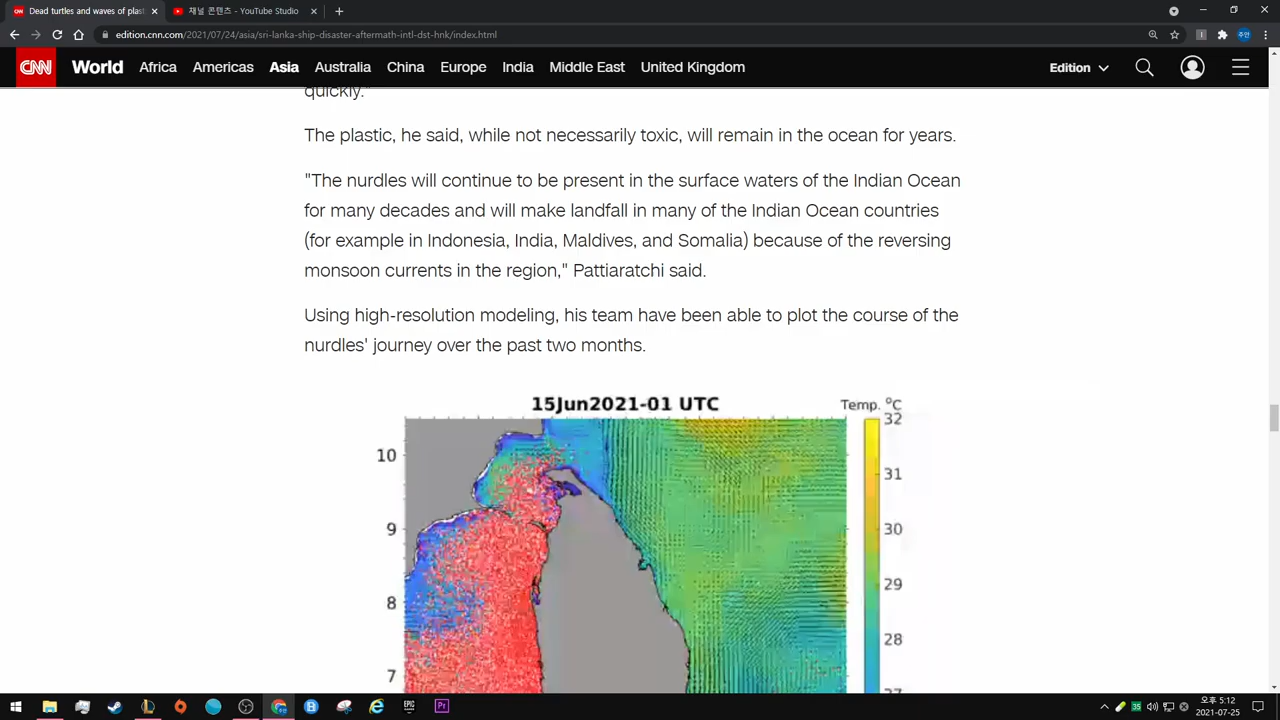 Dead turtles and waves of plast
채널 콘텐츠 - YouTube Studio
edition.cnn.com/2021/07/24/asia/sri-lanka-ship-disaster-aftermath-intl-dst-hnk/index.html
주안
CNN World Africa Americas Asia Australia China Europe India Middle East United Kingdom Edition
quickly."
The plastic, he said, while not necessarily toxic, will remain in the ocean for years.
"The nurdles will continue to be present in the surface waters of the Indian Ocean
for many decades and will make landfall in many of the Indian Ocean countries
(for example in Indonesia, India, Maldives, and Somalia) because of the reversing
monsoon currents in the region," Pattiaratchi said.
Using high-resolution modeling, his team have been able to plot the course of the
nurdles' journey over the past two months.
15Jun2021-01 UTC
Temp. °C
32
10
31
9
30
29
8
28
7
27
EPIC
Pr
35
오후 5:12
2021-07-25